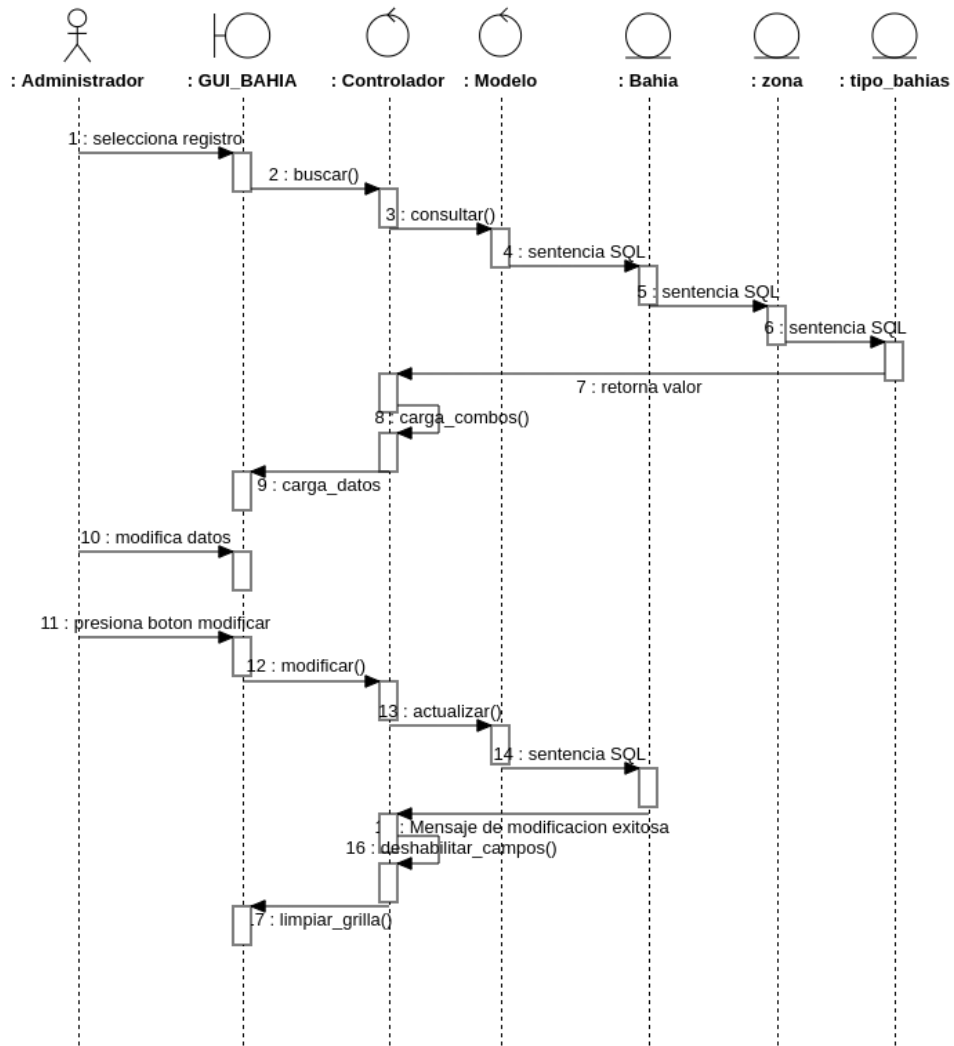 : Administrador
: GUI_BAHIA
: Controlador
: Modelo
: Bahia
: zona
: tipo_bahias
1 : selecciona registro
2 : buscar()
3 : consultar()
4 : sentencia SQL
5 : sentencia SQL
6 : sentencia SQL
7 : retorna valor
8 : carga_combos()
9 : carga_datos
10 : modifica datos
11 : presiona boton modificar
12 : modificar()
13 : actualizar()
14 : sentencia SQL
: Mensaje de modificacion exitosa
16 : deshabilitar_campos()
7 : limpiar_grilla()